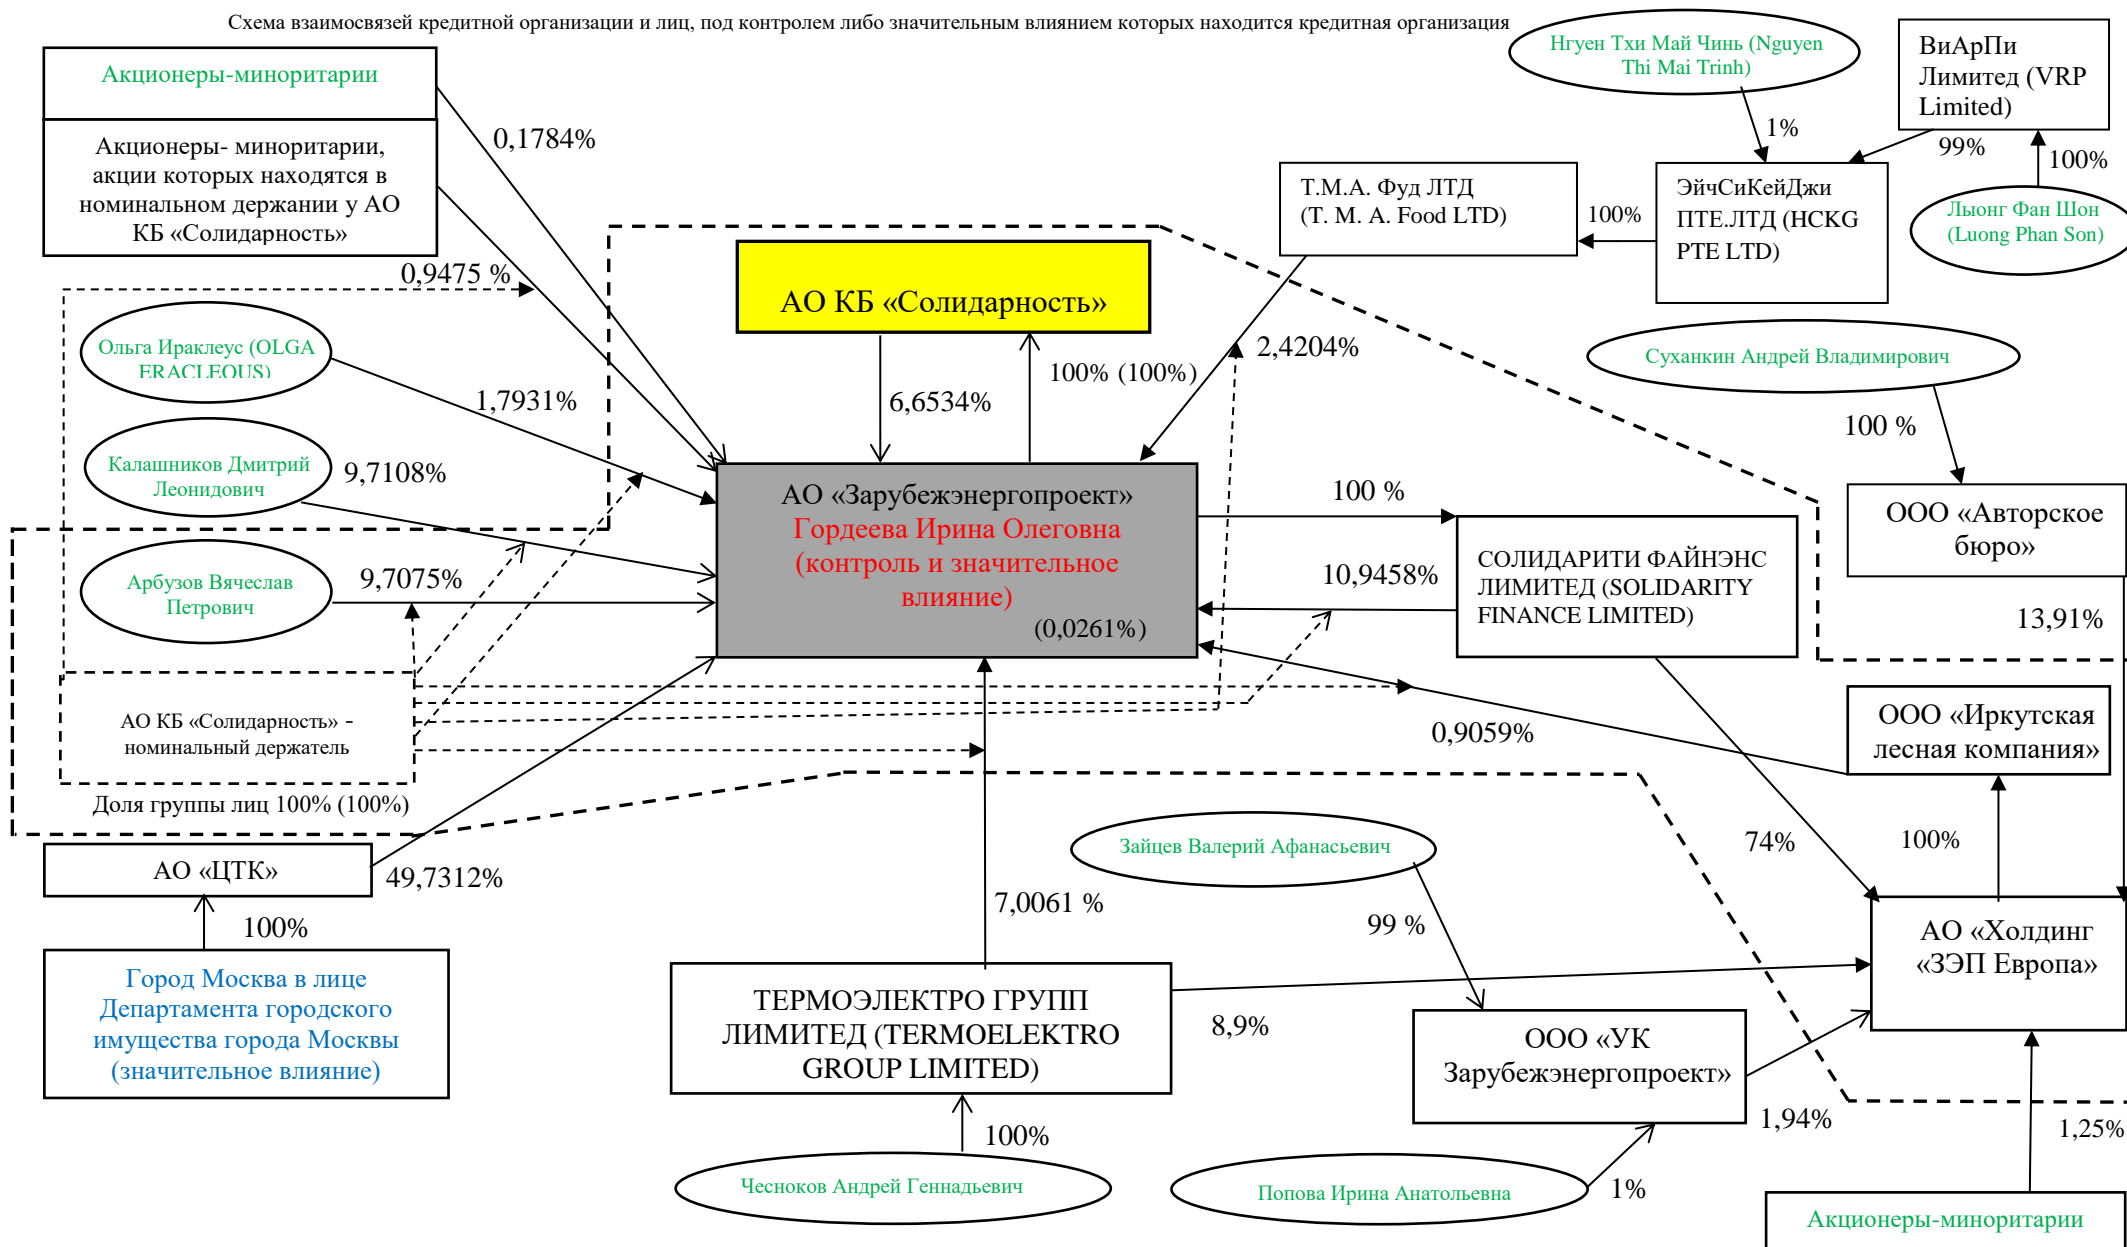 Схема взаимосвязей кредитной организации и лиц, под контролем либо значительным влиянием которых находится кредитная организация
Акционеры-миноритарии
Акционеры- миноритарии,
акции которых находятся в
номинальном держании у АО
КБ «Солидарность»
0,1784%
0,9475 %
Нгуен Тхи Май Чинь (Nguyen
Thi Mai Trinh)
ВиАрПи
Лимитед (VRP
Limited)
1%
99%
100%
Т.М.А. Фуд ЛТД
(T. M. A. Food LTD)
100%
ЭйчСиКейДжи
ПТЕ.ЛТД (HCKG
PTE LTD)
Лыонг Фан Шон
(Luong Phan Son)
АО КБ «Солидарность»
Ольга Ираклеус (OLGA
ERACLEOUS)
1,7931%
6,6534%
100% (100%)
2,4204%
Суханкин Андрей Владимирович
100 %
Калашников Дмитрий
Леонидович
9,7108%
АО «Зарубежэнергопроект»
Гордеева Ирина Олеговна
(контроль и значительное
влияние)
(0,0261%)
100 %
10,9458%
СОЛИДАРИТИ ФАЙНЭНС
ЛИМИТЕД (SOLIDARITY
FINANCE LIMITED)
ООО «Авторское
бюро»
13,91%
Арбузов Вячеслав
Петрович
9,7075%
АО КБ «Солидарность» -
номинальный держатель
Доля группы лиц 100% (100%)
0,9059%
ООО «Иркутская
лесная компания»
74%
100%
АО «ЦТК»
49,7312%
100%
Город Москва в лице
Департамента городского
имущества города Москвы
(значительное влияние)
7,0061 %
Зайцев Валерий Афанасьевич
99 %
АО «Холдинг
«ЗЭП Европа»
ТЕРМОЭЛЕКТРО ГРУПП
ЛИМИТЕД (TERMOELEKTRO
GROUP LIMITED)
8,9%
ООО «УК
Зарубежэнергопроект»
1,94%
1,25%
100%
Чесноков Андрей Геннадьевич
Попова Ирина Анатольевна
1%
Акционеры-миноритарии